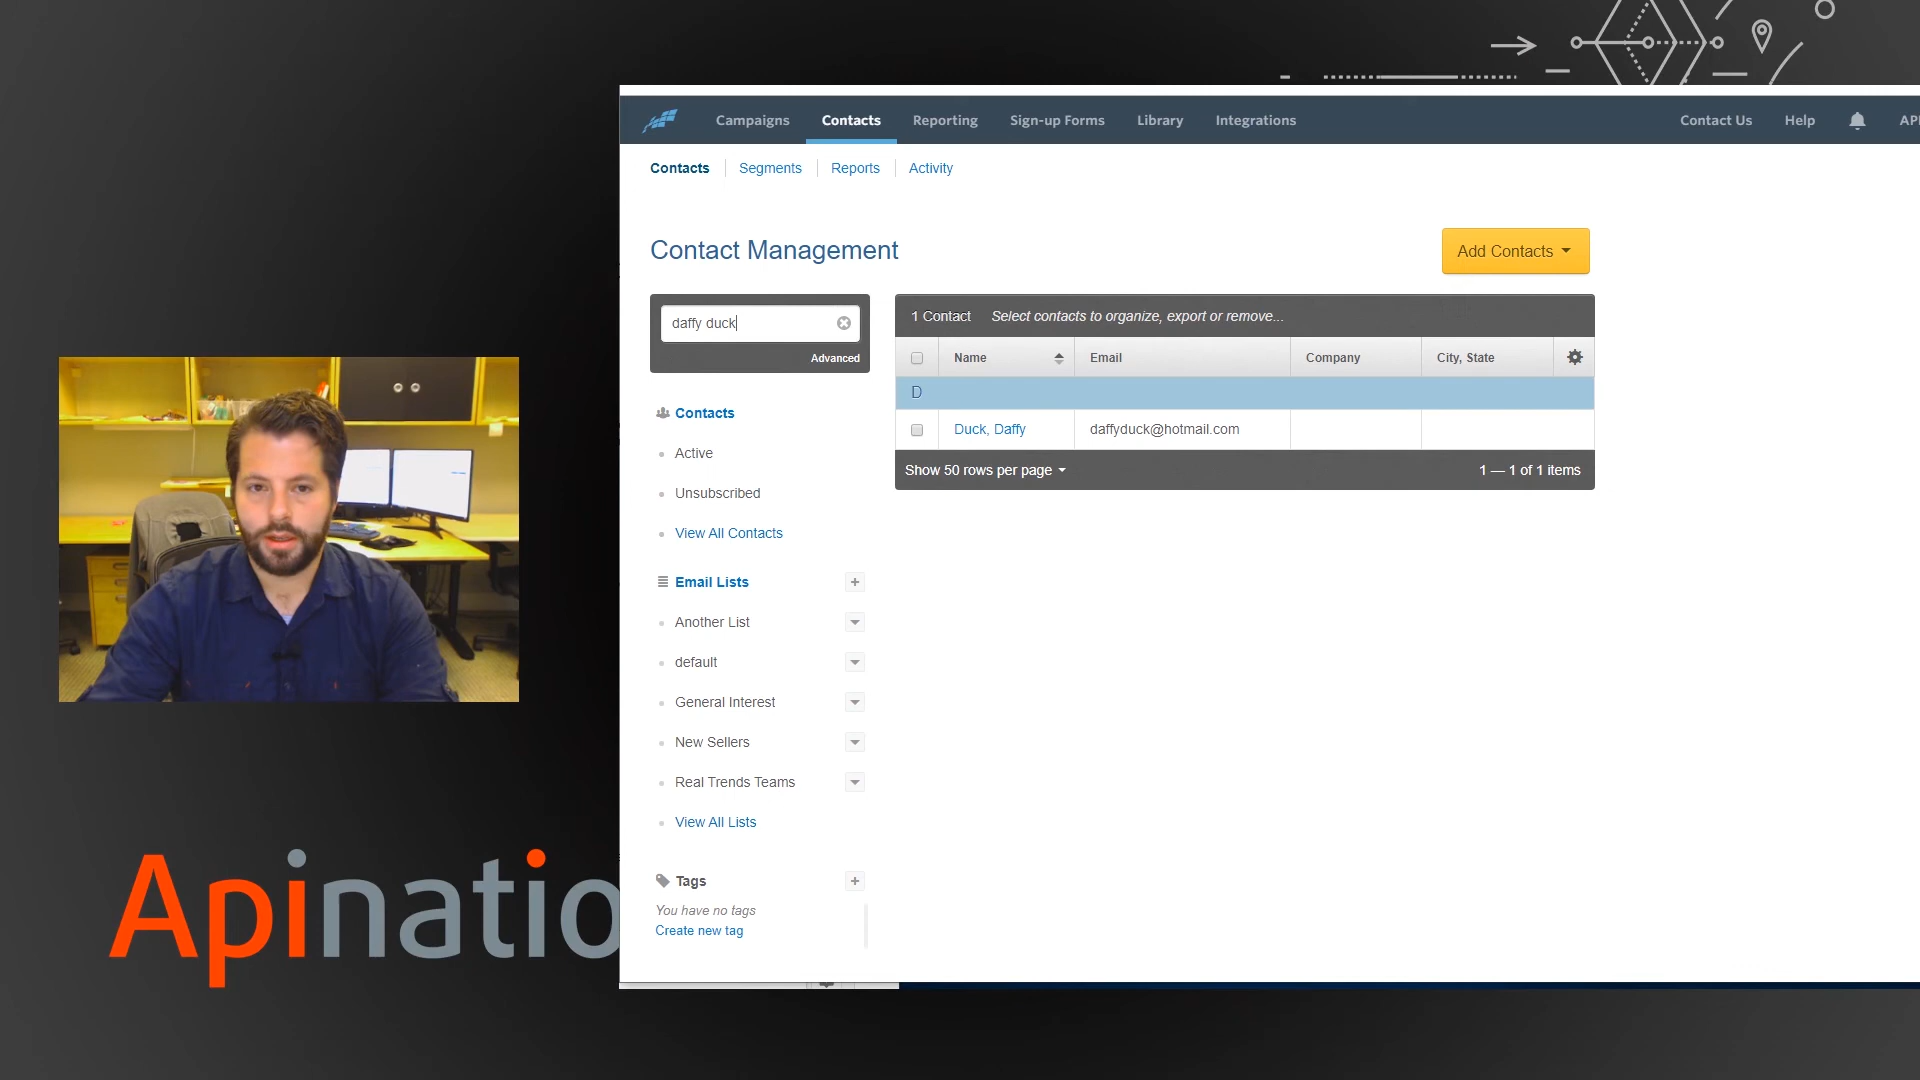 Campaigns Contacts Reporting Sign-up Forms Library Integrations Contact Us Help AP
Contacts Segments Reports Activity
Contact Management
Add Contacts
daffy duck
Advanced
1 Contact Select contacts to organize, export or remove...
Name Email Company City, State
D
Duck, Daffy daffyduck@hotmail.com
Show 50 rows per page 1 — 1 of 1 items
Contacts
Active
Unsubscribed
View All Contacts
Email Lists
Another List
default
General Interest
New Sellers
Real Trends Teams
View All Lists
Tags
You have no tags
Create new tag
Apinatio